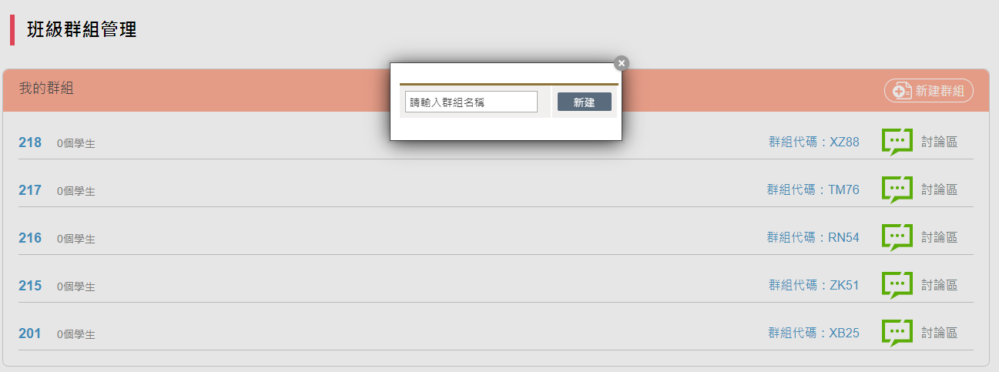 班級群組管理
我的群組
新建群組
請輸入群組名稱
新建
218 0個學生 群組代碼：XZ88 討論區
217 0個學生 群組代碼：TM76 討論區
216 0個學生 群組代碼：RN54 討論區
215 0個學生 群組代碼：ZK51 討論區
201 0個學生 群組代碼：XB25 討論區